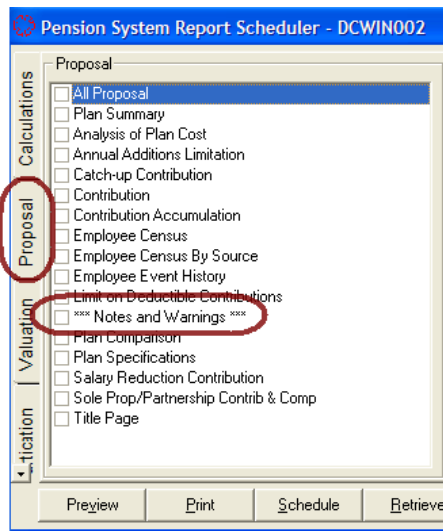 Pension System Report Scheduler - DCWIN002
Calculations
Proposal
Valuation
tication
Proposal
All Proposal
Plan Summary
Analysis of Plan Cost
Annual Additions Limitation
Catch-up Contribution
Contribution
Contribution Accumulation
Employee Census
Employee Census By Source
Employee Event History
Limit on Deductible Contributions
*** Notes and Warnings ***
Plan Comparison
Plan Specifications
Salary Reduction Contribution
Sole Prop/Partnership Contrib & Comp
Title Page
Preview
Print
Schedule
Retrieve